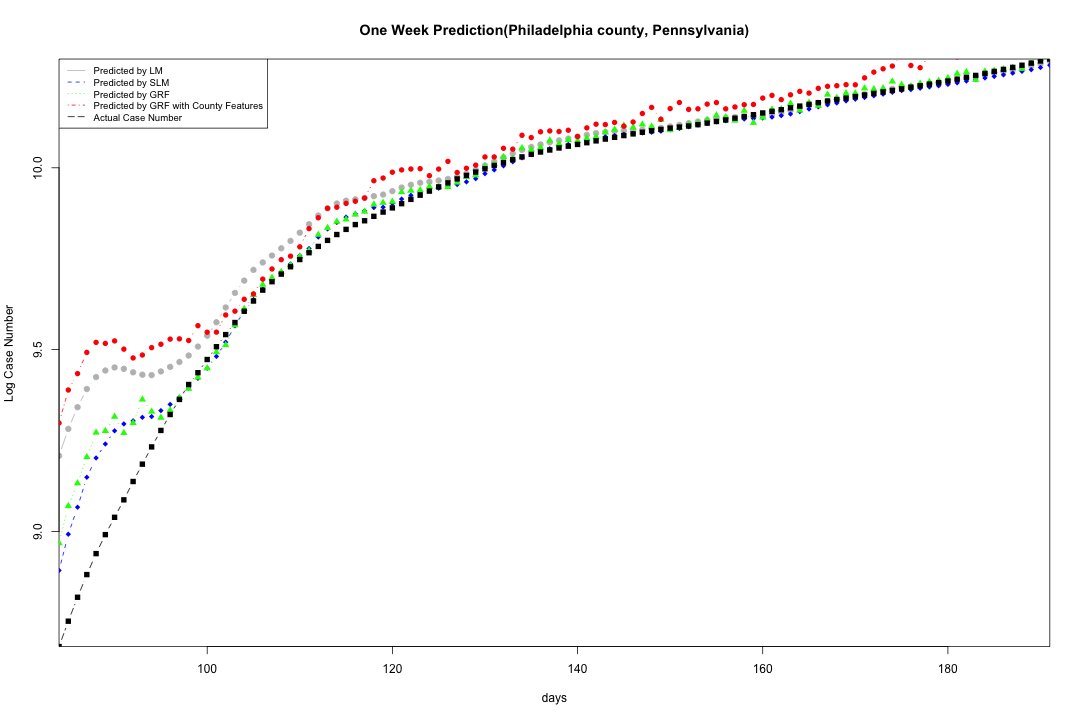 One Week Prediction(Philadelphia county, Pennsylvania)
Predicted by LM
Predicted by SLM
Predicted by GRF
Predicted by GRF with County Features
Actual Case Number
10.0
9.5
9.0
Log Case Number
100 120 140 160 180
days